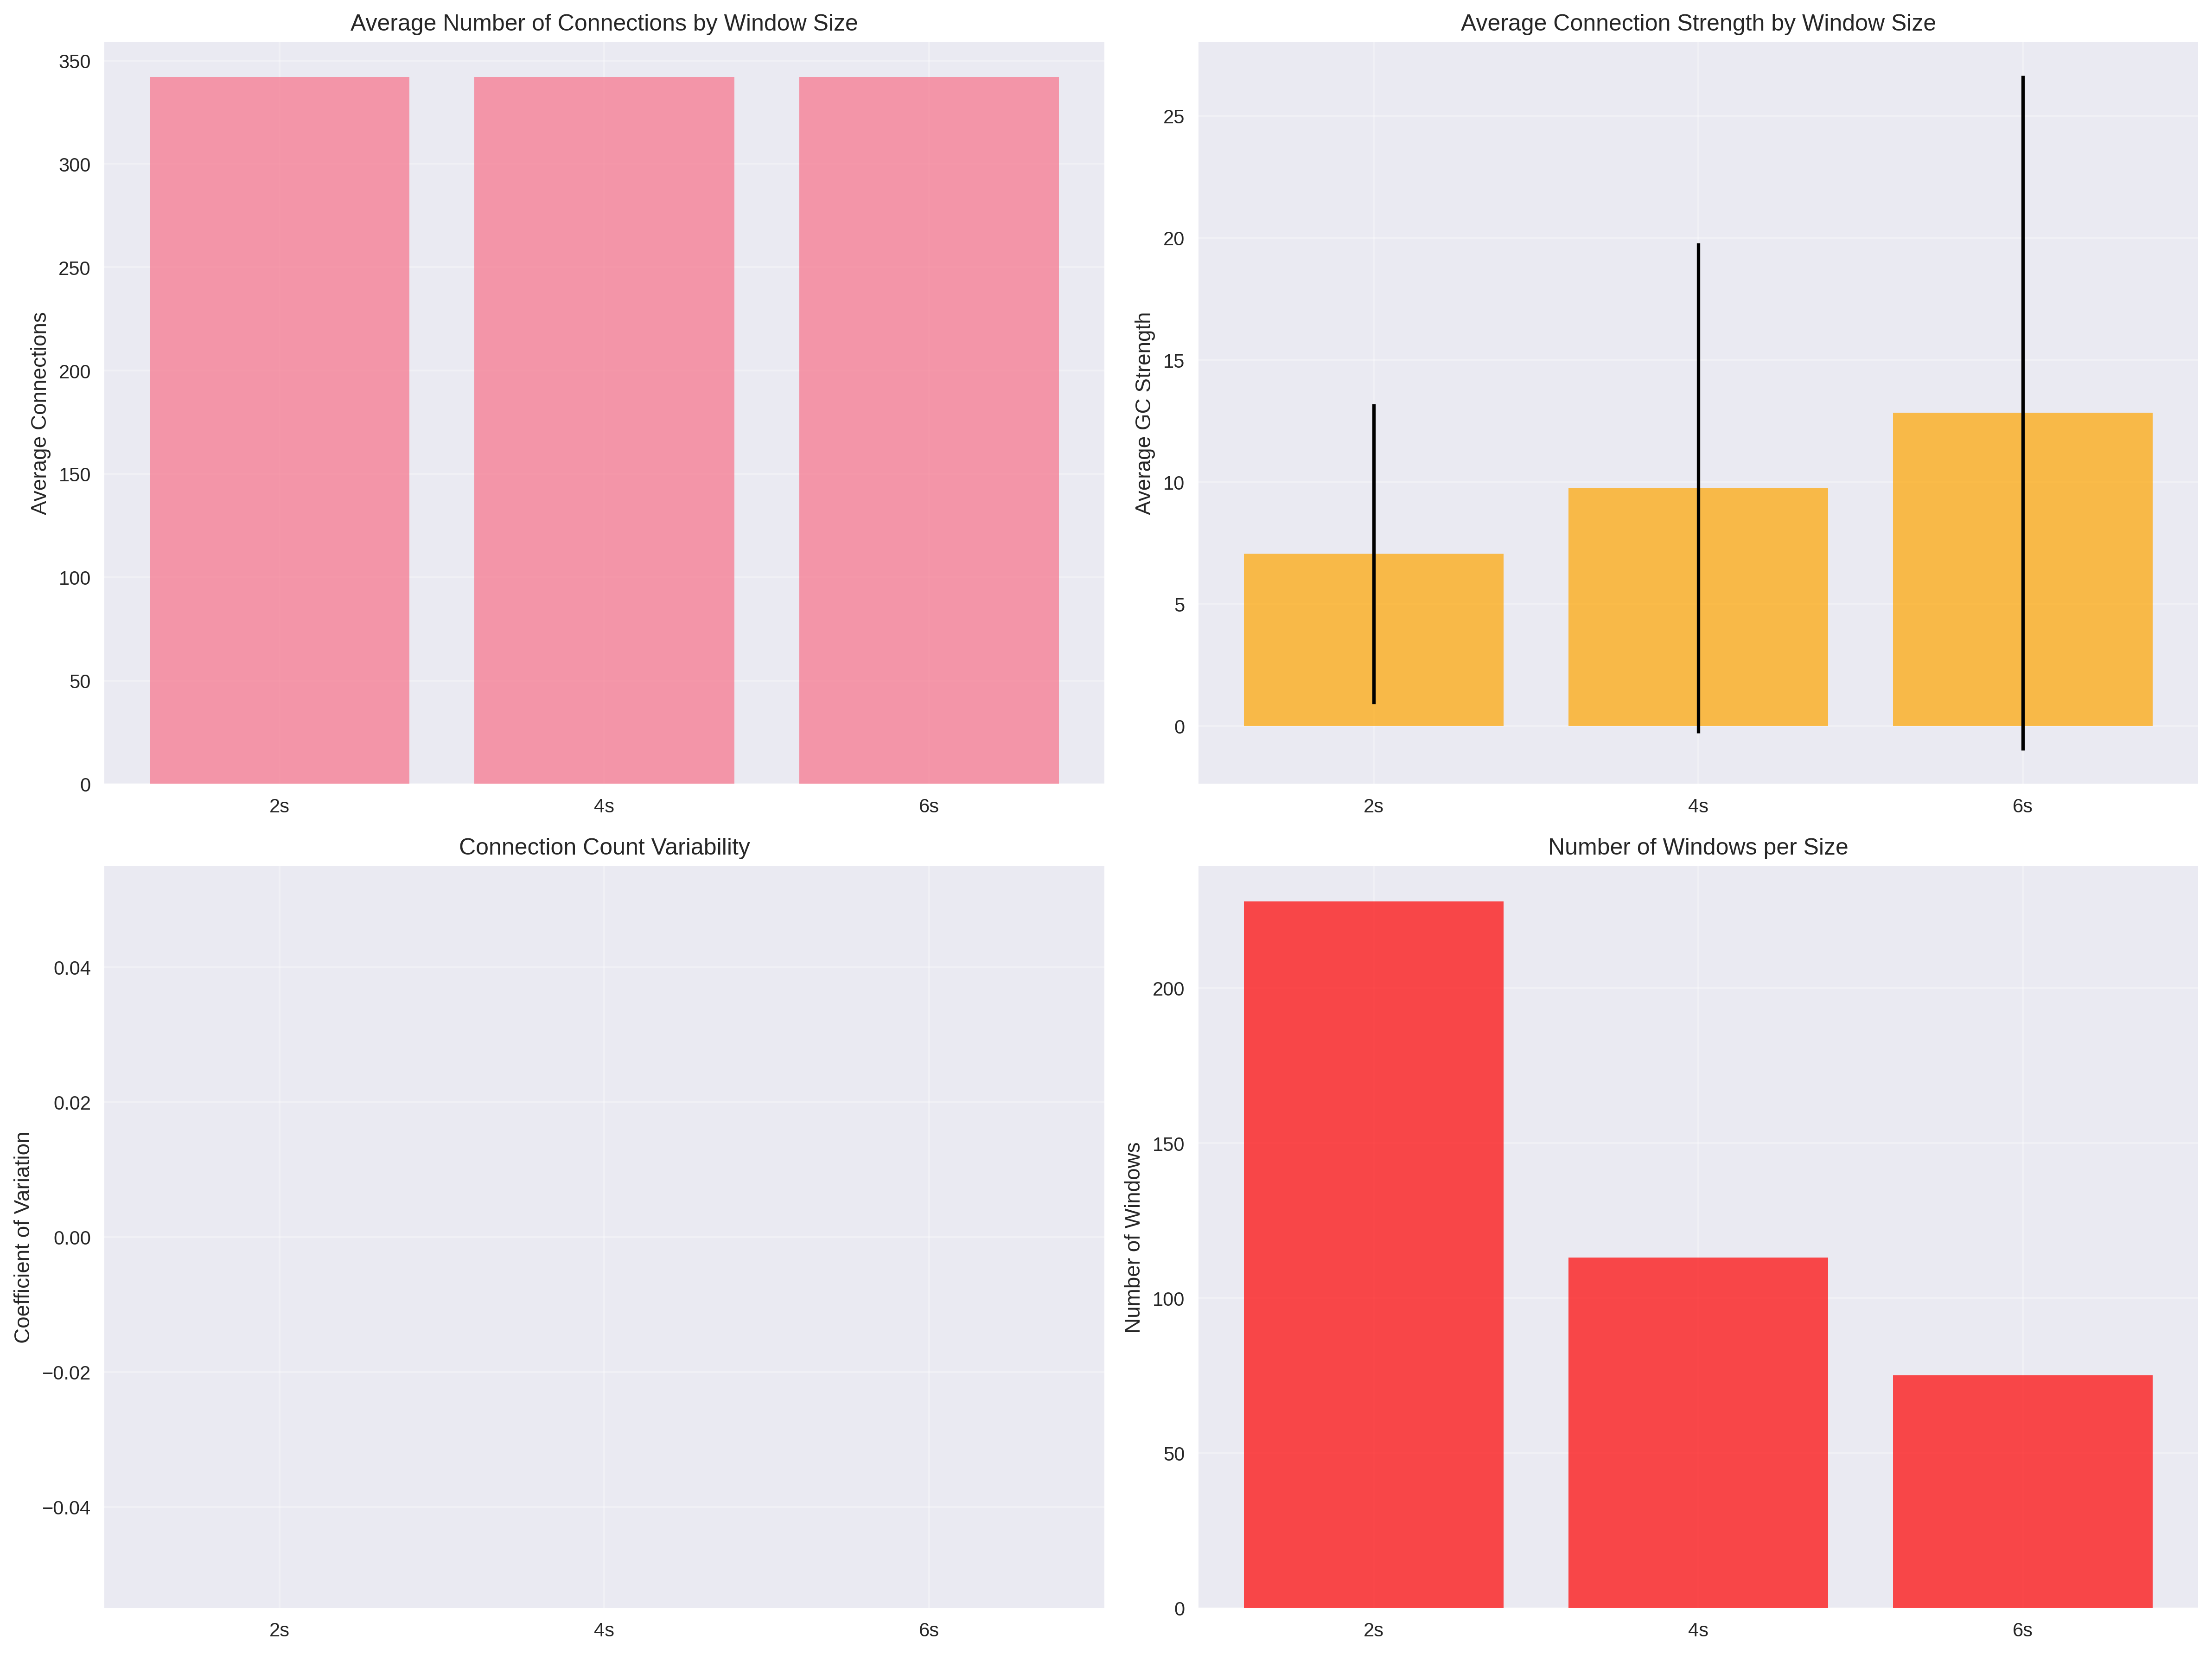 Average Number of Connections by Window Size
Average Connections
350
300
250
200
150
100
50
0
2s
4s
6s
Average Connection Strength by Window Size
Average GC Strength
25
20
15
10
5
0
2s
4s
6s
Connection Count Variability
Coefficient of Variation
0.04
0.02
0.00
−0.02
−0.04
2s
4s
6s
Number of Windows per Size
Number of Windows
200
150
100
50
0
2s
4s
6s